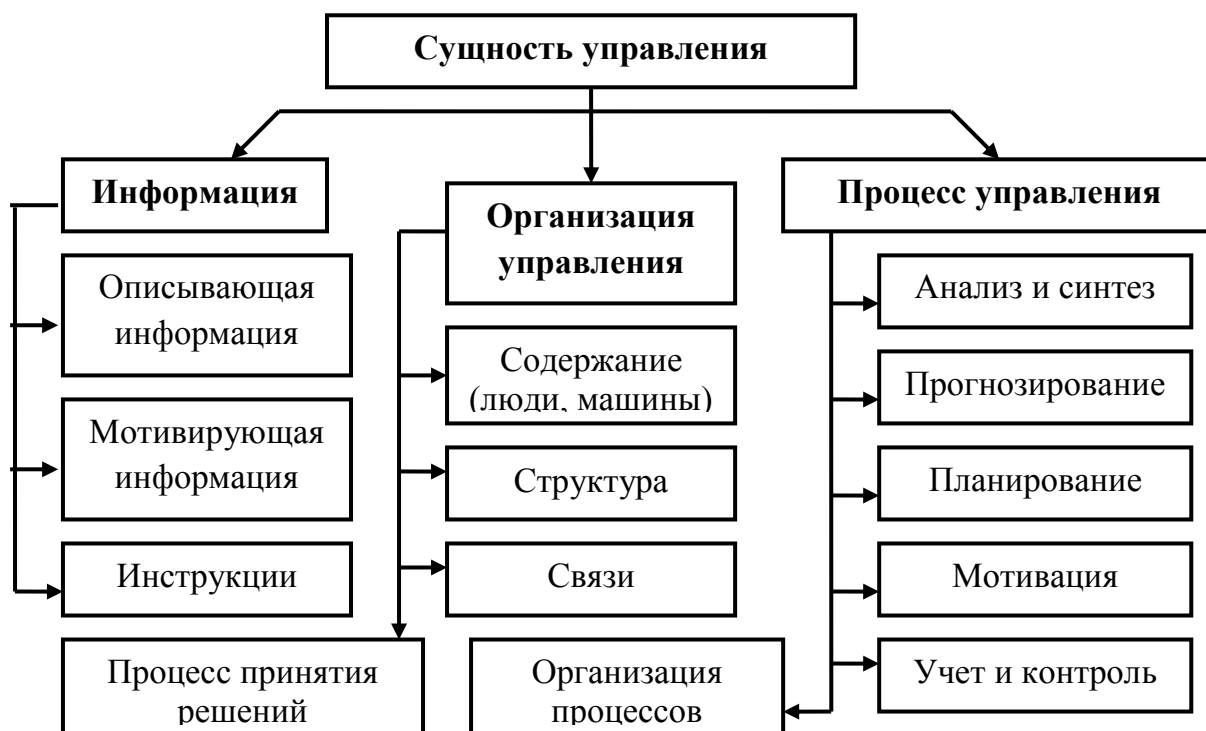 Сущность управления
Информация
Организация
управления
Процесс управления
Описывающая
информация
Мотивирующая
информация
Инструкции
Содержание
(люди, машины)
Структура
Связи
Анализ и синтез
Прогнозирование
Планирование
Мотивация
Учет и контроль
Процесс принятия
решений
Организация
процессов